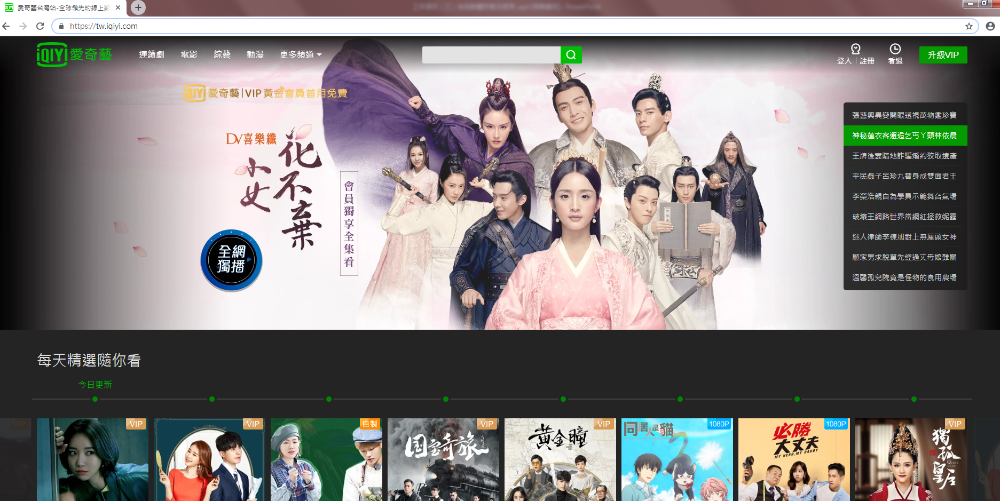 愛奇藝台灣站-全球領先的線上影
https://tw.iqiyi.com
iQIYI 愛奇藝
連續劇
電影
綜藝
動漫
更多頻道
登入
註冊
看過
升級VIP
iQIYI 愛奇藝|VIP黃金會員首月免費
DV喜樂纖
小女花不棄
會員獨享全集看
全網
獨播
張藝興異變開眼透視萬物鑑珍寶
神秘蓮衣客邂逅乞丐丫頭林依晨
王牌後妻暗地詐騙婚約狡取遺產
平民戲子呂珍九替身成雙面君王
李榮浩親自為學員示範舞台氣場
破壞王網路世界當網紅拯救妮露
迷人律師李棟旭對上無厘頭女神
顧家男求脫單先經過丈母娘難關
溫馨孤兒院竟是怪物的食用農場
每天精選隨你看
今日更新
VIP
VIP
VIP
自製
VIP
国宝奇旅
VIP
黄金瞳
1080P
同居人是貓
1080P
必勝
大丈夫
MY HERO, MY DADDY
VIP
獨孤皇后